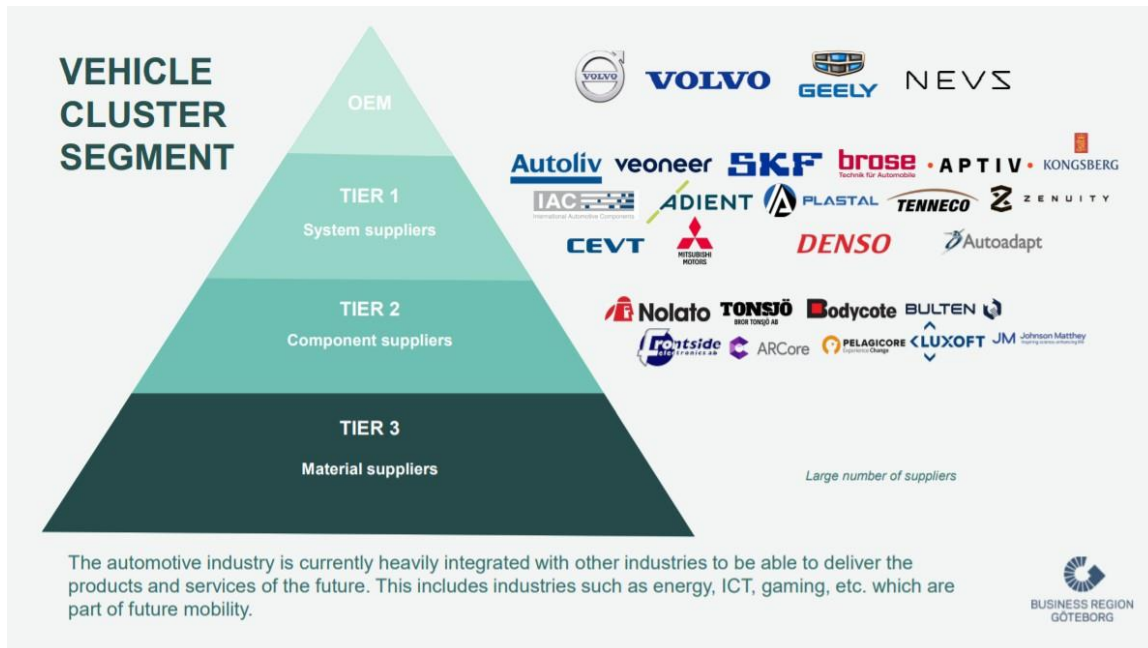 VEHICLE
CLUSTER
SEGMENT
OEM
VOLVO
VOLVO
GEELY
NEVS
TIER 1
System suppliers
Autoliv
veoneer
SKF
brose
Technik für Automobile
APTIV
KONGSBERG
IAC
International Automotive Components
ADIENT
PLASTAL
TENNECO
ZENUITY
CEVT
MITSUBISHI
MOTORS
DENSO
Autoadapt
TIER 2
Component suppliers
Nolato
TONSJÖ
BROR TONSJÖ AB
Bodycote
BULTEN
Frontside
electronics ab
ARCore
PELAGICORE
Experience Change
LUXOFT
JM
Johnson Matthey
Inspiring science, enhancing life
TIER 3
Material suppliers
Large number of suppliers
The automotive industry is currently heavily integrated with other industries to be able to deliver the
products and services of the future. This includes industries such as energy, ICT, gaming, etc. which are
part of future mobility.
BUSINESS REGION
GÖTEBORG